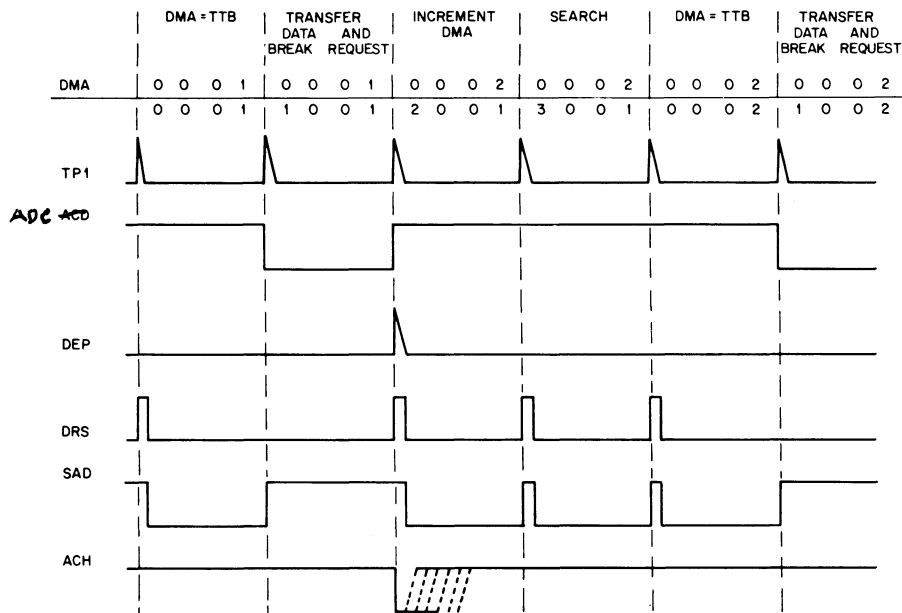 DMA = TTB TRANSFER DATA AND BREAK REQUEST INCREMENT DMA SEARCH DMA = TTB TRANSFER DATA AND BREAK REQUEST
DMA 0 0 0 1 0 0 0 1 0 0 0 2 0 0 0 2 0 0 0 2 0 0 0 2
0 0 0 1 1 0 0 1 2 0 0 1 3 0 0 1 0 0 0 2 1 0 0 2
TP1
ADC ACD
DEP
DRS
SAD
ACH